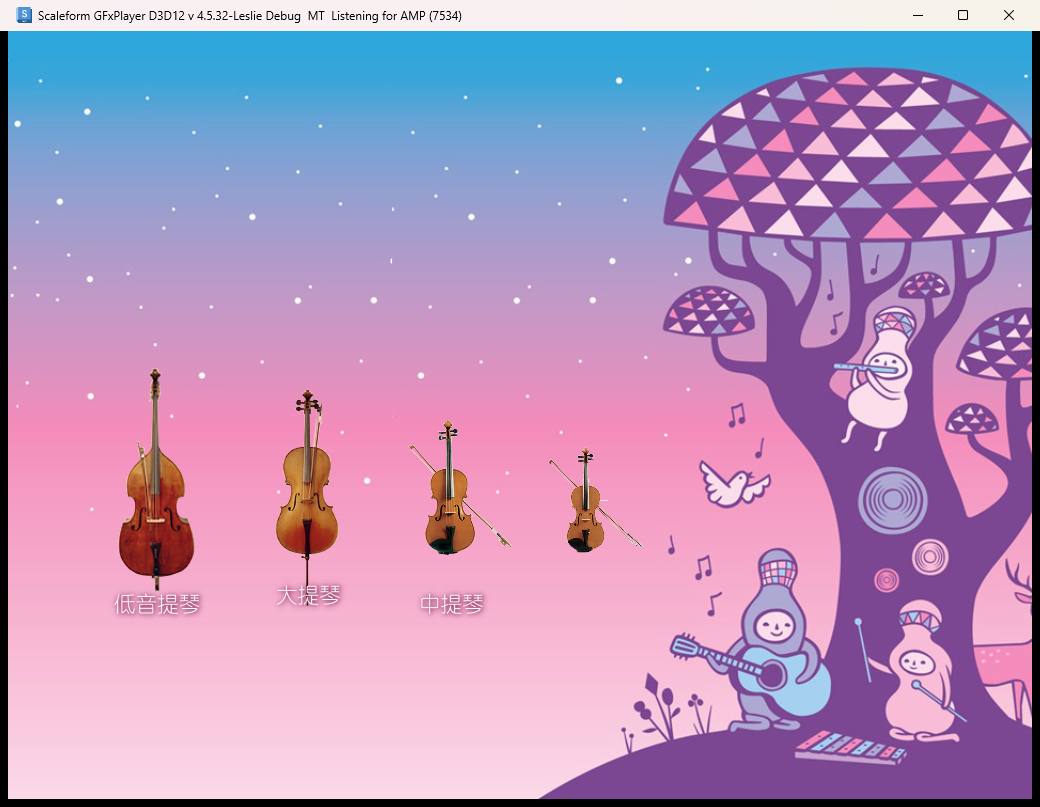 Scaleform GFxPlayer D3D12 v 4.5.32-Leslie Debug  MT  Listening for AMP (7534)
低音提琴
大提琴
中提琴